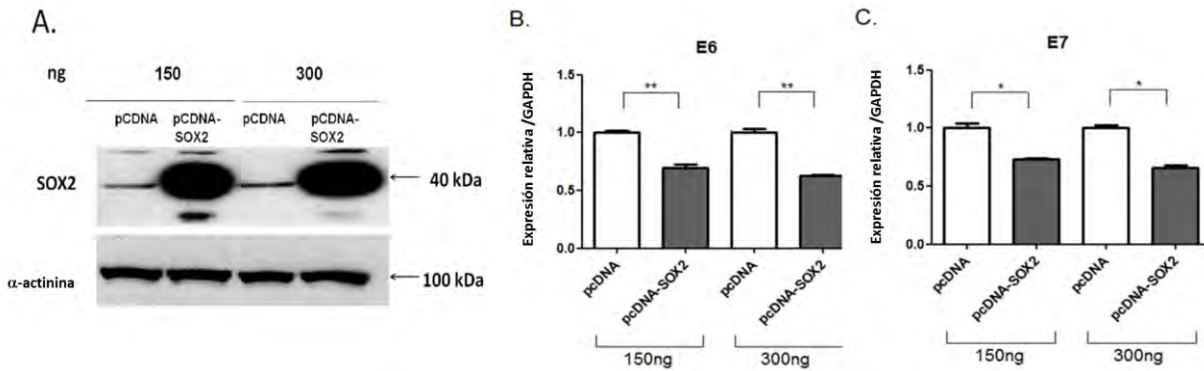 A.
ng 150 300
pCDNA pCDNA-SOX2 pCDNA pCDNA-SOX2
SOX2 40 kDa
α-actinina 100 kDa
B.
E6
Expresión relativa /GAPDH
1.5
1.0
0.5
0.0
** **
pcDNA pcDNA-SOX2 pcDNA pcDNA-SOX2
150ng 300ng
C.
E7
Expresión relativa /GAPDH
1.5
1.0
0.5
0.0
* *
pcDNA pcDNA-SOX2 pcDNA pcDNA-SOX2
150ng 300ng